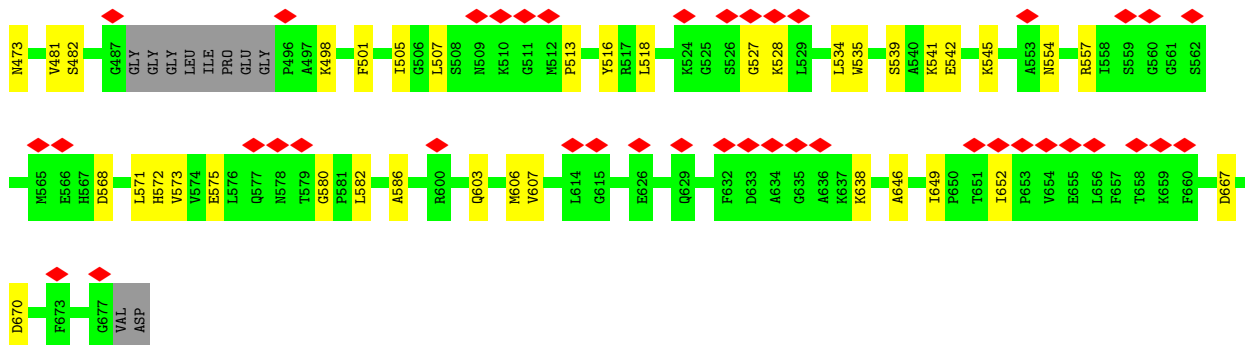 N473 V481 S482 G487 GLY GLY GLY LEU ILE PRO GLU GLY P496 A497 K498 F501 I505 G506 L507 S508 N509 K510 G511 M512 P513 Y516 R517 L518 K524 G525 S526 G527 K528 L529 L534 W535 S539 A540 K541 E542 K545 A553 N554 R557 I558 S559 G560 G561 S562
M565 E566 H567 D568 L571 H572 V573 V574 E575 L576 Q577 N578 T579 G580 P581 L582 A586 R600 Q603 M606 V607 L614 G615 E626 Q629 F632 D633 A634 G635 A636 K637 K638 A646 I649 P650 T651 I652 P653 V654 E655 L656 F657 T658 K659 F660 D667
D670 F673 G677 VAL ASP